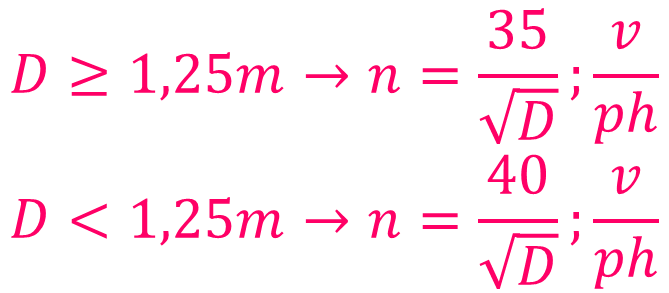 D ≥ 1,25m → n = 35/√D ; v/ph
D < 1,25m → n = 40/√D ; v/ph